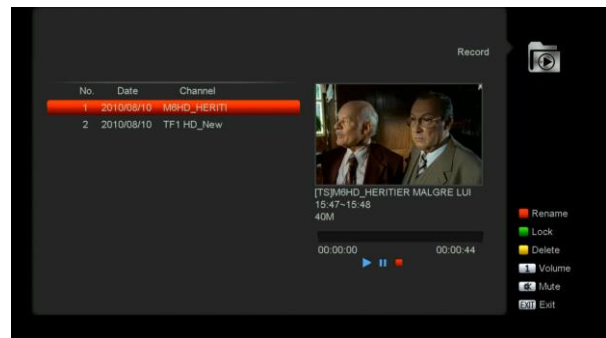 Record
No. Date Channel
1 2010/08/10 M6HD_HERITI
2 2010/08/10 TF1 HD_New
[TS]M6HD_HERITIER MALGRE LUI
15:47~15:48
40M
00:00:00 00:00:44
Rename
Lock
Delete
1 Volume
Mute
EXIT Exit